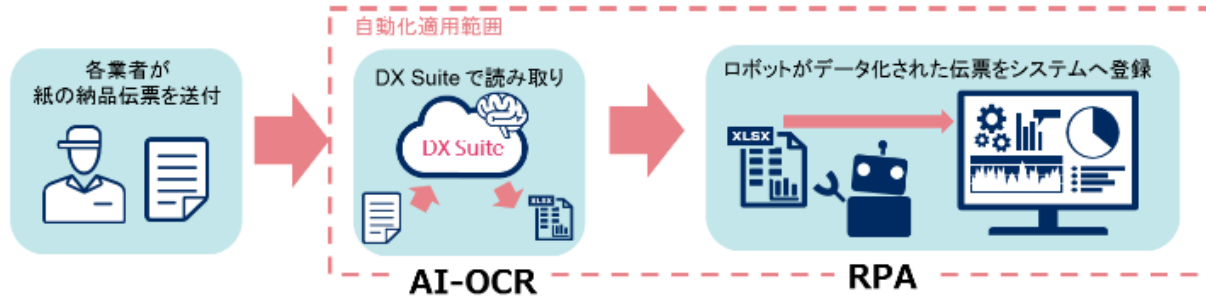 自動化適用範囲
各業者が
紙の納品伝票を送付
DX Suite で読み取り
DX Suite
XLSX
AI-OCR
ロボットがデータ化された伝票をシステムへ登録
XLSX
RPA